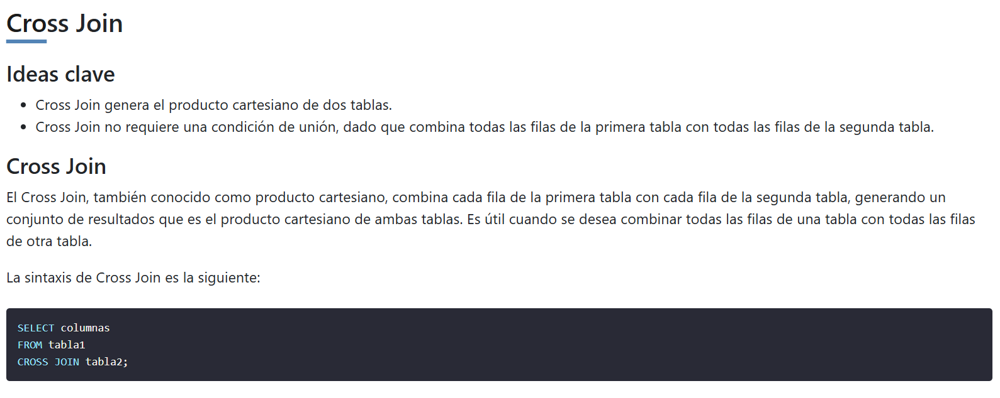 Cross Join
Ideas clave
• Cross Join genera el producto cartesiano de dos tablas.
• Cross Join no requiere una condición de unión, dado que combina todas las filas de la primera tabla con todas las filas de la segunda tabla.
Cross Join
El Cross Join, también conocido como producto cartesiano, combina cada fila de la primera tabla con cada fila de la segunda tabla, generando un
conjunto de resultados que es el producto cartesiano de ambas tablas. Es útil cuando se desea combinar todas las filas de una tabla con todas las filas
de otra tabla.
La sintaxis de Cross Join es la siguiente:
SELECT columnas
FROM tabla1
CROSS JOIN tabla2;